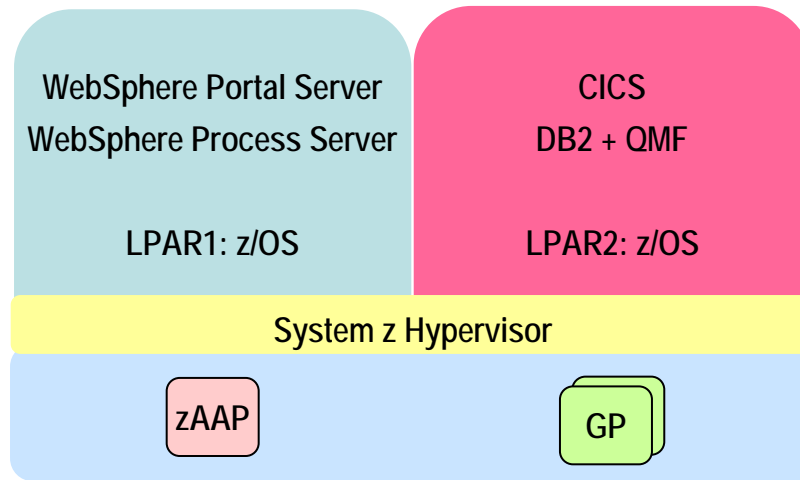 WebSphere Portal Server
WebSphere Process Server
LPAR1: z/OS
CICS
DB2 + QMF
LPAR2: z/OS
System z Hypervisor
zAAP
GP